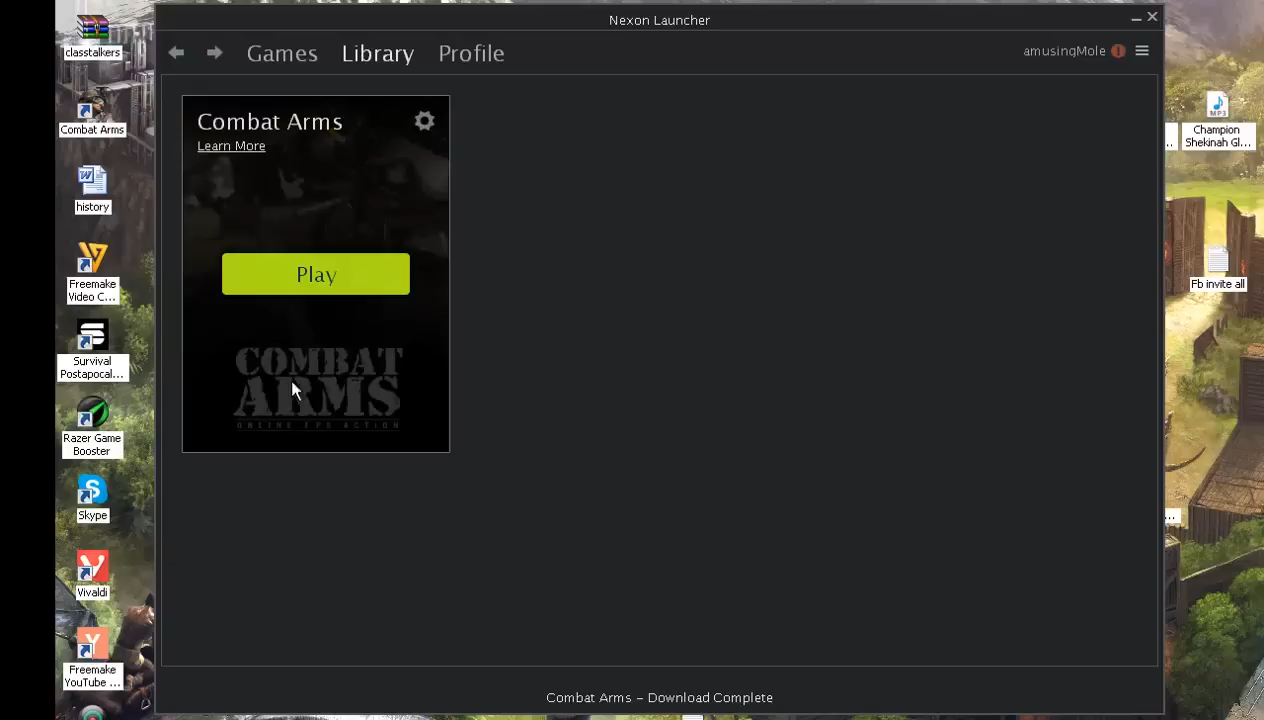 Nexon Launcher
Games
Library
Profile
amusingMole
Combat Arms
Learn More
Play
COMBAT
ARMS
ONLINE FPS ACTION
Combat Arms – Download Complete
classtalkers
Combat Arms
history
Freemake
Video C...
Survival
Postapocal...
Razer Game
Booster
Skype
Vivaldi
Freemake
YouTube ...
MP3
Champion
Shekinah Gl...
Fb invite all
...
...